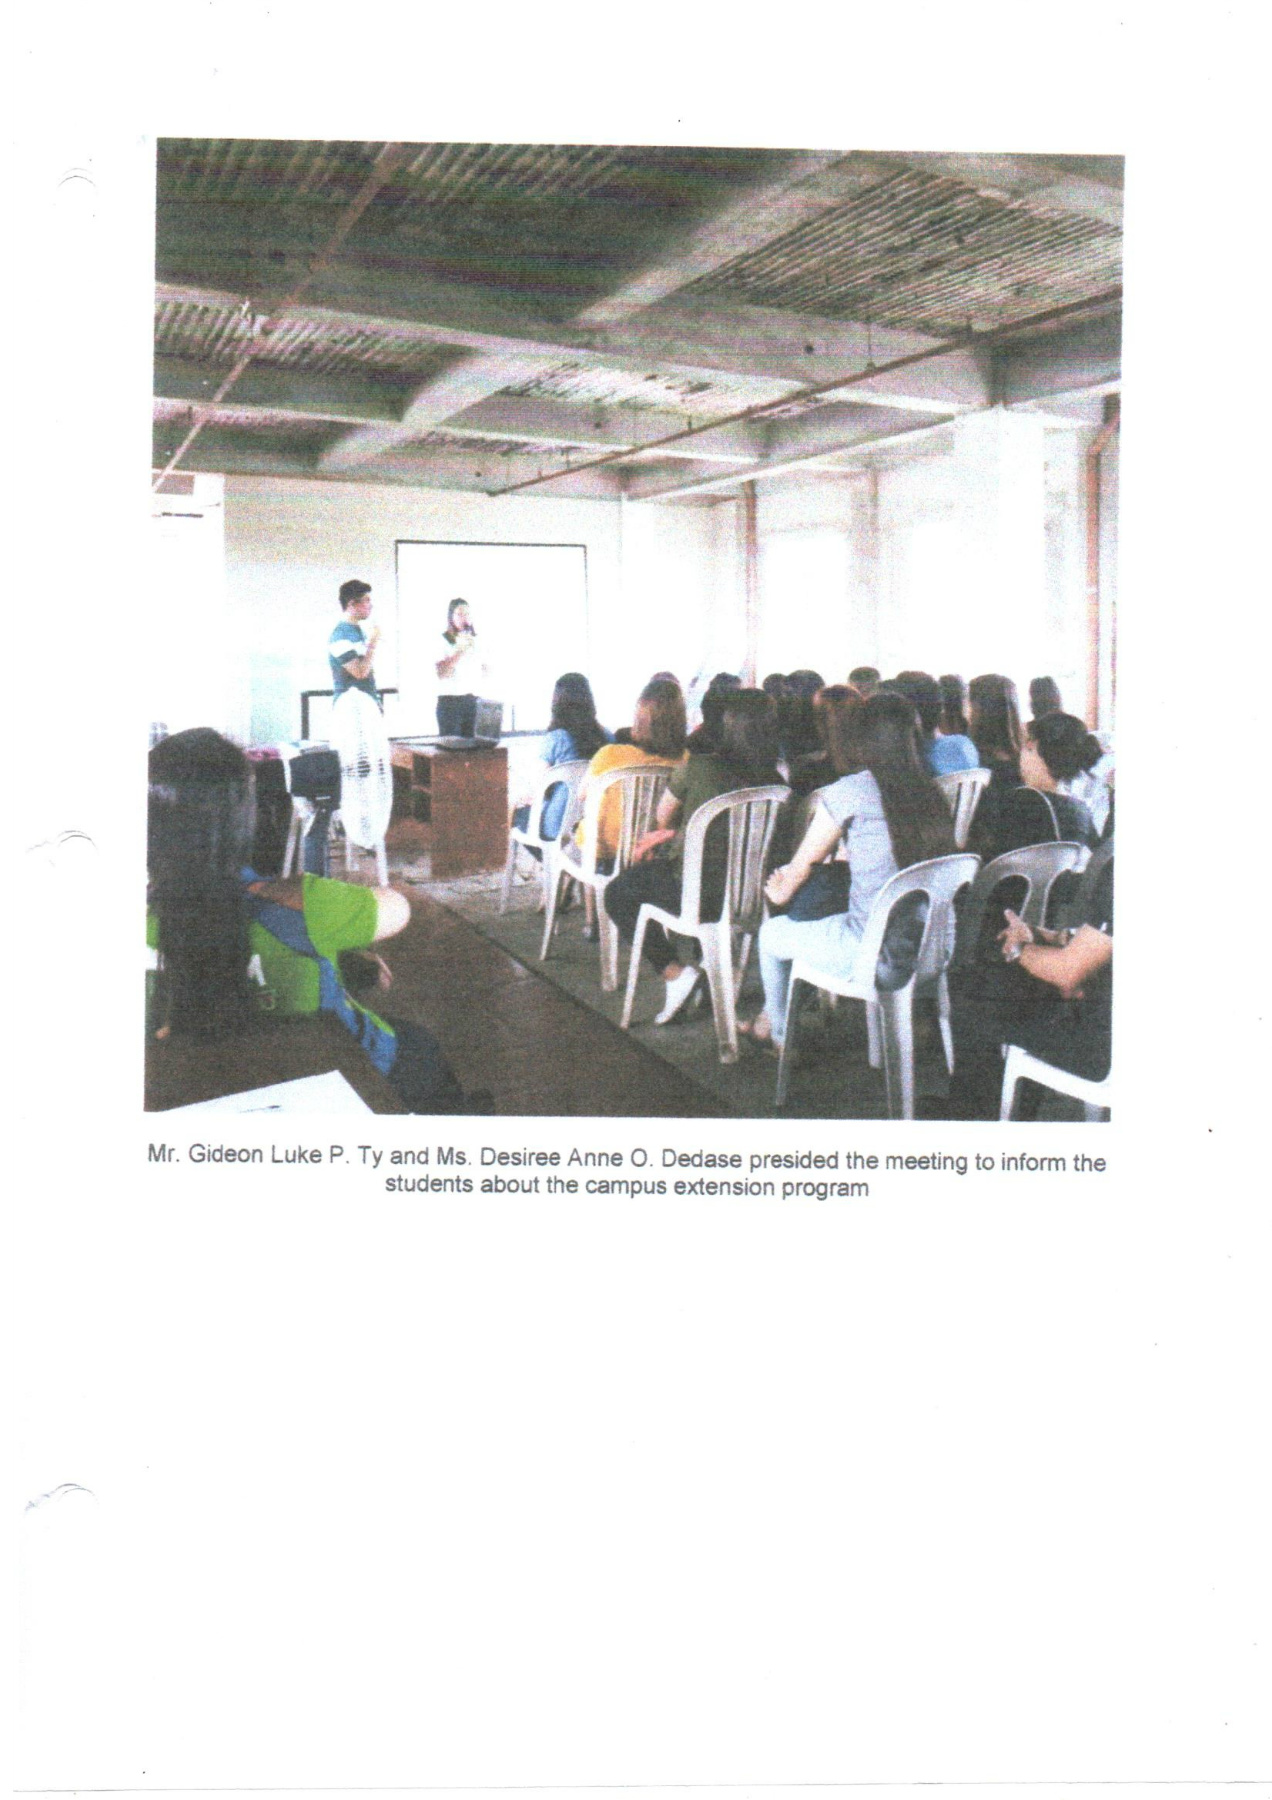 Mr. Gideon Luke P. Ty and Ms. Desiree Anne O. Dedase presided the meeting to inform the
students about the campus extension program